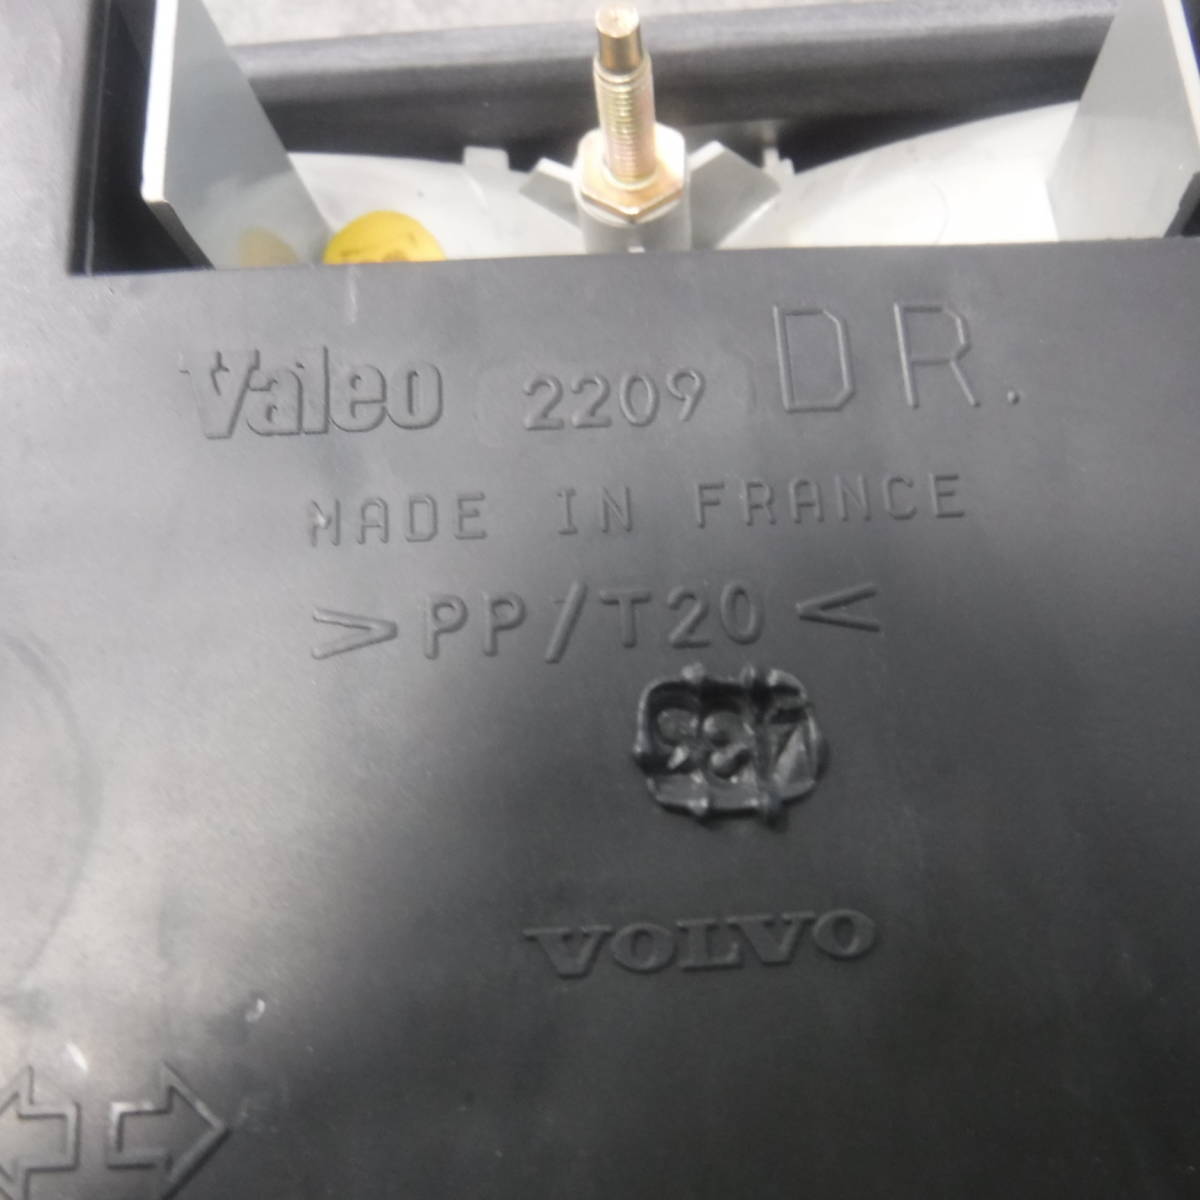 Valeo 2209 DR.
MADE IN FRANCE
>PP/T20<
VOLVO